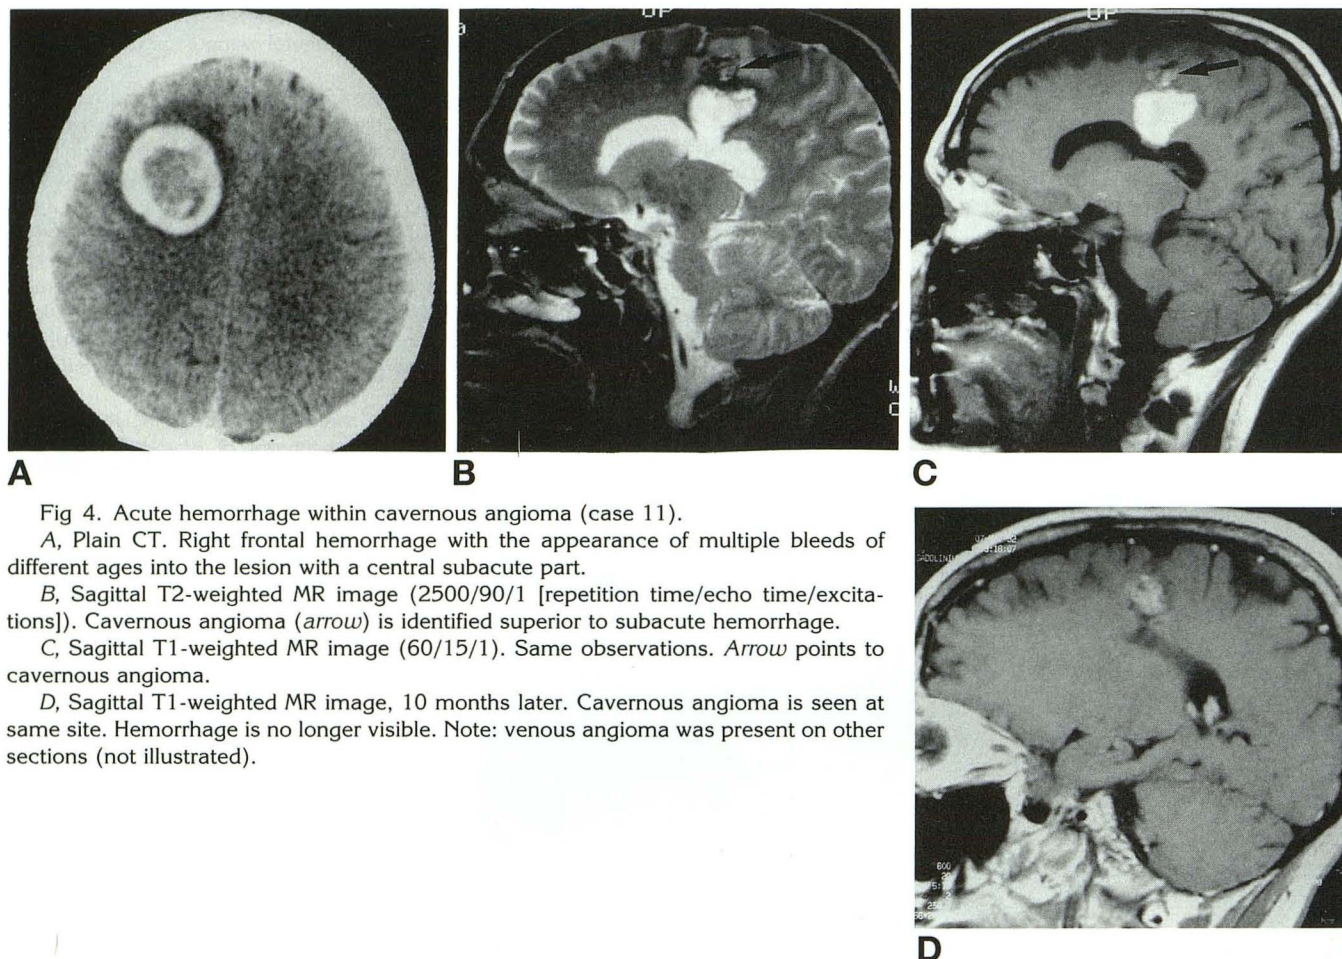 OP
OP
A
B
C
Fig 4. Acute hemorrhage within cavernous angioma (case 11).
A, Plain CT. Right frontal hemorrhage with the appearance of multiple bleeds of
different ages into the lesion with a central subacute part.
B, Sagittal T2-weighted MR image (2500/90/1 [repetition time/echo time/excita-
tions]). Cavernous angioma (arrow) is identified superior to subacute hemorrhage.
C, Sagittal T1-weighted MR image (60/15/1). Same observations. Arrow points to
cavernous angioma.
D, Sagittal T1-weighted MR image, 10 months later. Cavernous angioma is seen at
same site. Hemorrhage is no longer visible. Note: venous angioma was present on other
sections (not illustrated).
600
20
D